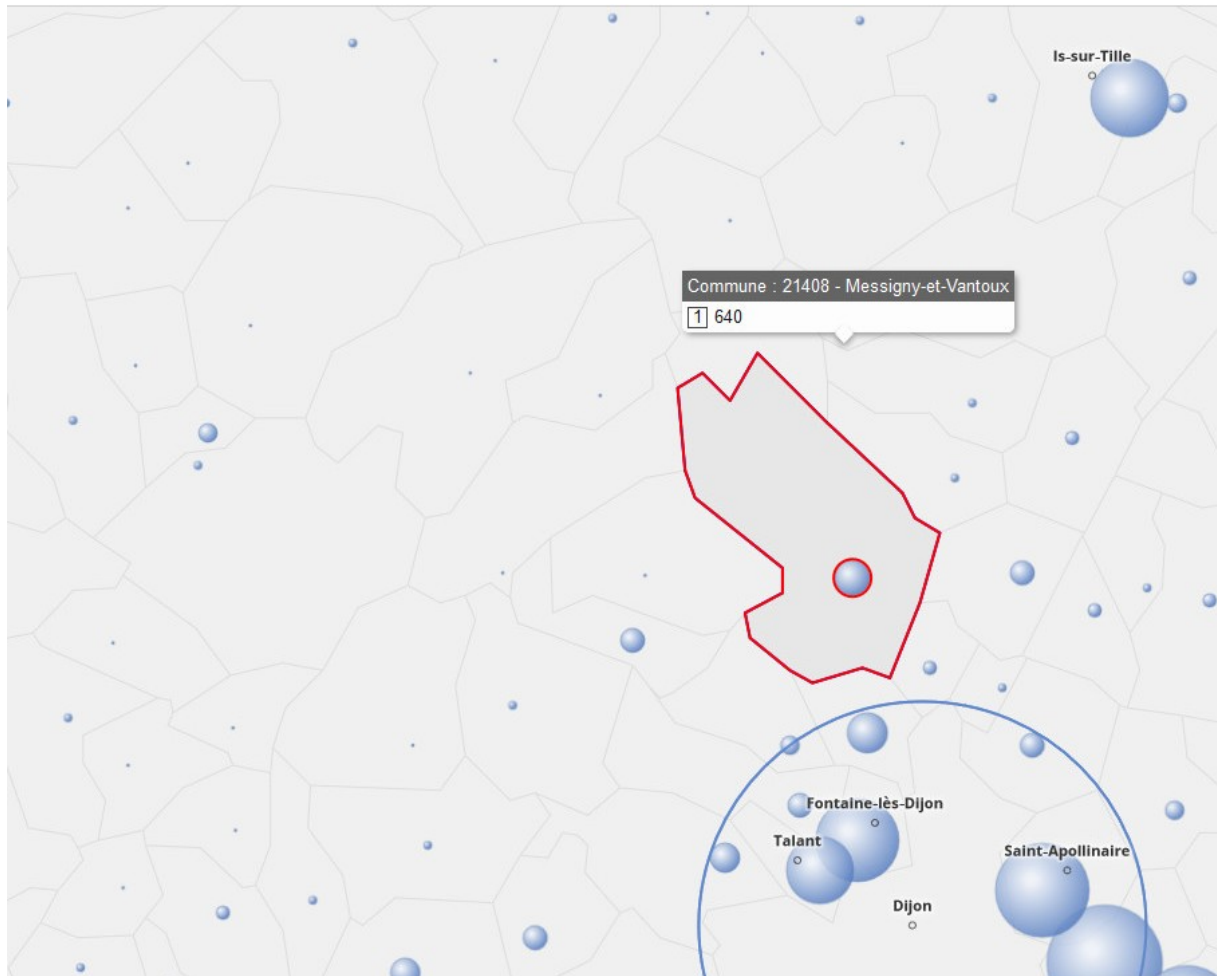 Is-sur-Tille
Commune : 21408 - Messigny-et-Vantoux
1 640
Fontaine-lès-Dijon
Talant
Saint-Apollinaire
Dijon